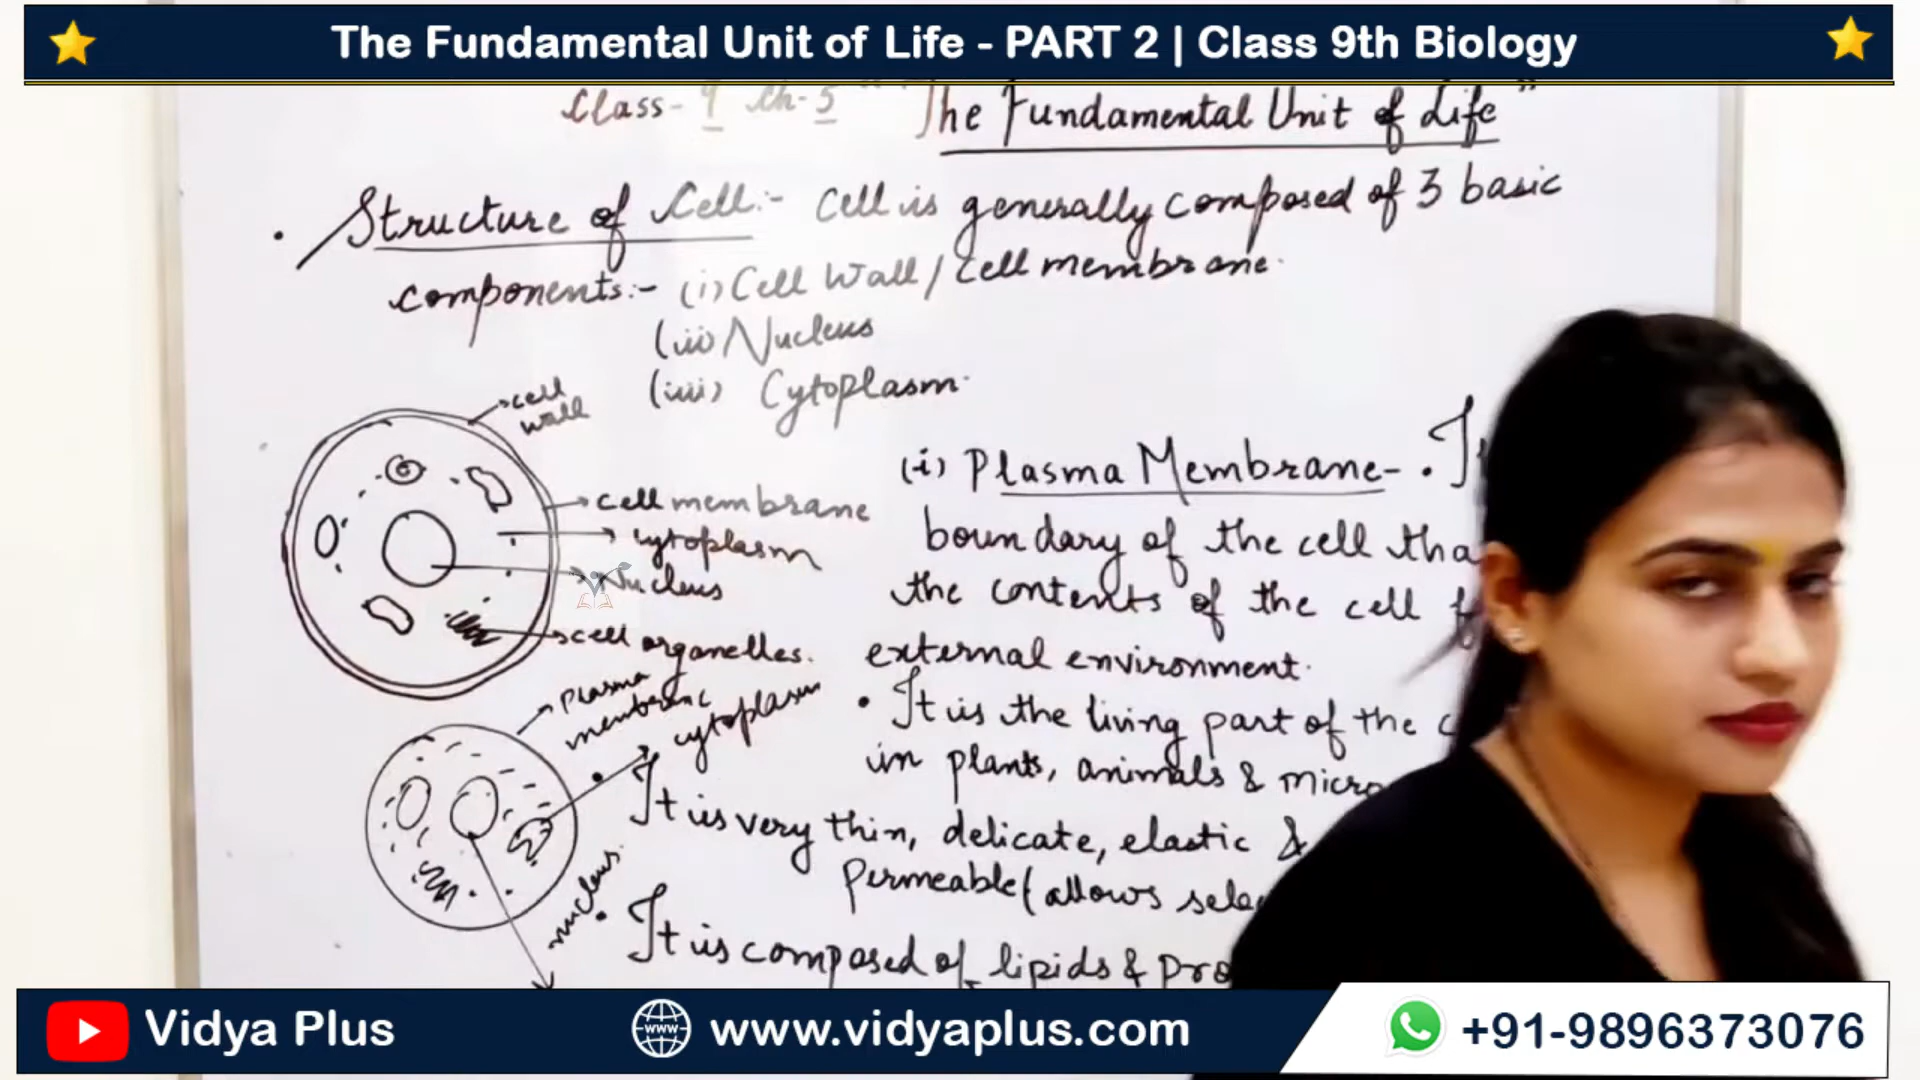 The Fundamental Unit of Life - PART 2 | Class 9th Biology
Class- 9 Ch- 5 "The Fundamental Unit of Life"
Structure of Cell:- Cell is generally composed of 3 basic
components:- (i) Cell Wall / Cell membrane.
(ii) Nucleus
(iii) Cytoplasm.
cell
wall
cell membrane
cytoplasm
Nucleus
cell organelles.
(i) Plasma Membrane- . It
boundary of the cell tha
the contents of the cell f
external environment.
• It is the living part of the c
in plants, animals & micro
plasma
membrane
cytoplasm
nucleus.
• It is very thin, delicate, elastic &
permeable( allows sele
• It is composed of lipids & pro
Vidya Plus
www.vidyaplus.com
+91-9896373076